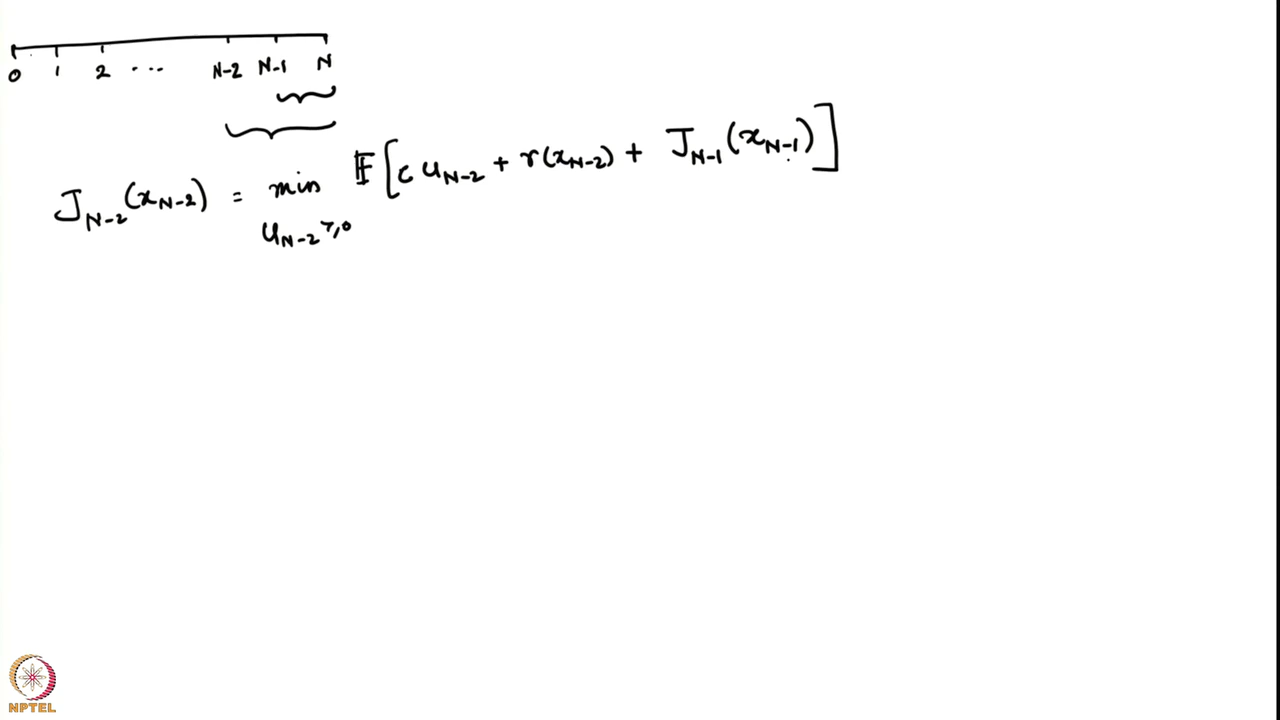 0 1 2 ... N-2 N-1 N
J_{N-2}(x_{N-2}) = min_{u_{N-2} ≥ 0} 𝔼[c u_{N-2} + r(x_{N-2}) + J_{N-1}(x_{N-1})]
NPTEL